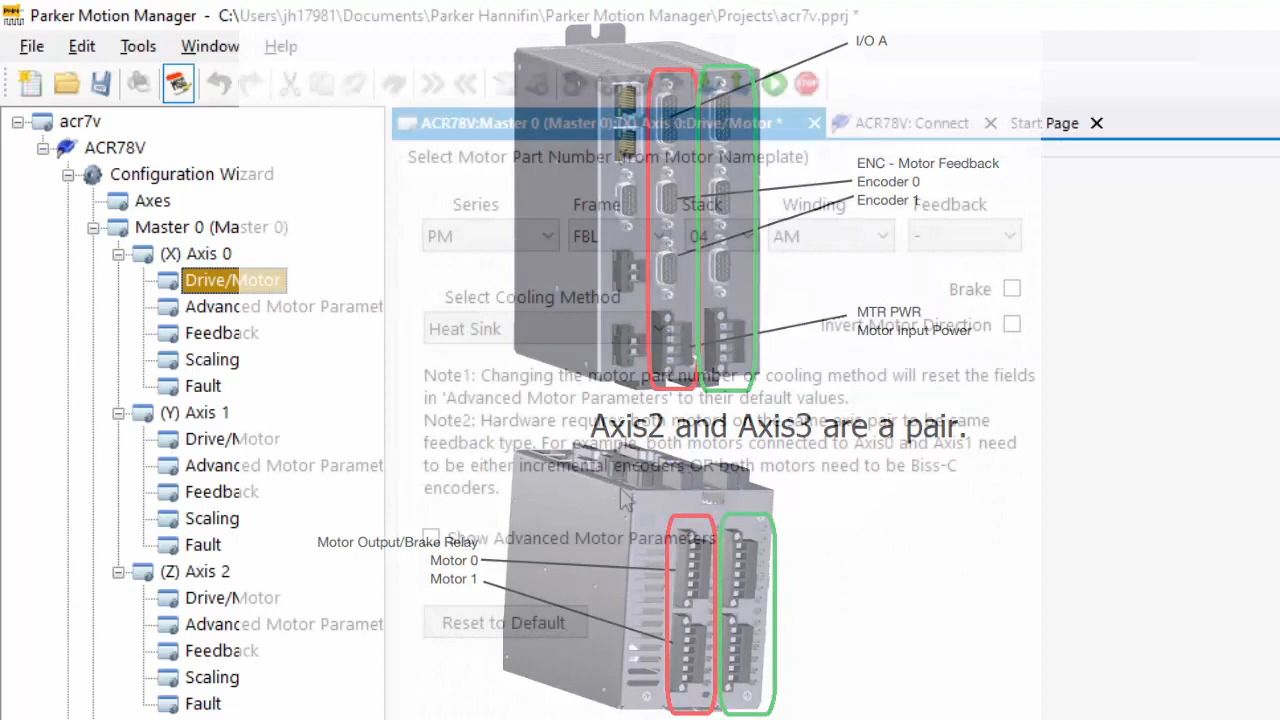 Parker Motion Manager - C:\Users\jh17981\Documents\Parker Hannifin\Parker Motion Manager\Projects\acr7v.pprj *
File Edit Tools Window Help
acr7v
ACR78V
Configuration Wizard
Axes
Master 0 (Master 0)
(X) Axis 0
Drive/Motor
Advanced Motor Paramet
Feedback
Scaling
Fault
(Y) Axis 1
Drive/Motor
Advanced Motor Paramet
Feedback
Scaling
Fault
(Z) Axis 2
Drive/Motor
Advanced Motor Paramet
Feedback
Scaling
Fault
STOP
ACR78V:Master 0 (Master 0):(X) Axis 0:Drive/Motor *
ACR78V: Connect
Start Page
Select Motor Part Number (from Motor Nameplate)
Series Frame Stack Winding Feedback
PM FBL 04 AM -
Select Cooling Method
Heat Sink
Brake
Invert Motor Direction
Note1: Changing the motor part number or cooling method will reset the fields
in 'Advanced Motor Parameters' to their default values.
Note2: Hardware requires both motors on the same axis pair to be same
feedback type. For example, both motors connected to Axis0 and Axis1 need
to be either incremental encoders OR both motors need to be Biss-C
encoders.
Show Advanced Motor Parameters
Reset to Default
I/O A
ENC - Motor Feedback
Encoder 0
Encoder 1
MTR PWR
Motor Input Power
Axis2 and Axis3 are a pair.
Motor Output/Brake Relay
Motor 0
Motor 1